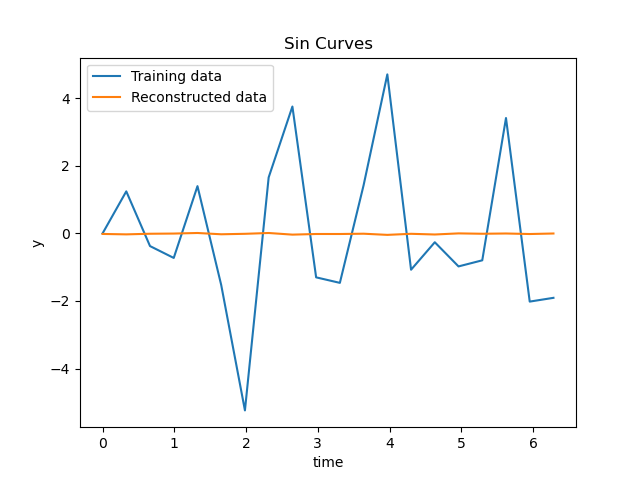 Sin Curves
Training data
Reconstructed data
4
2
0
−2
−4
y
0 1 2 3 4 5 6
time